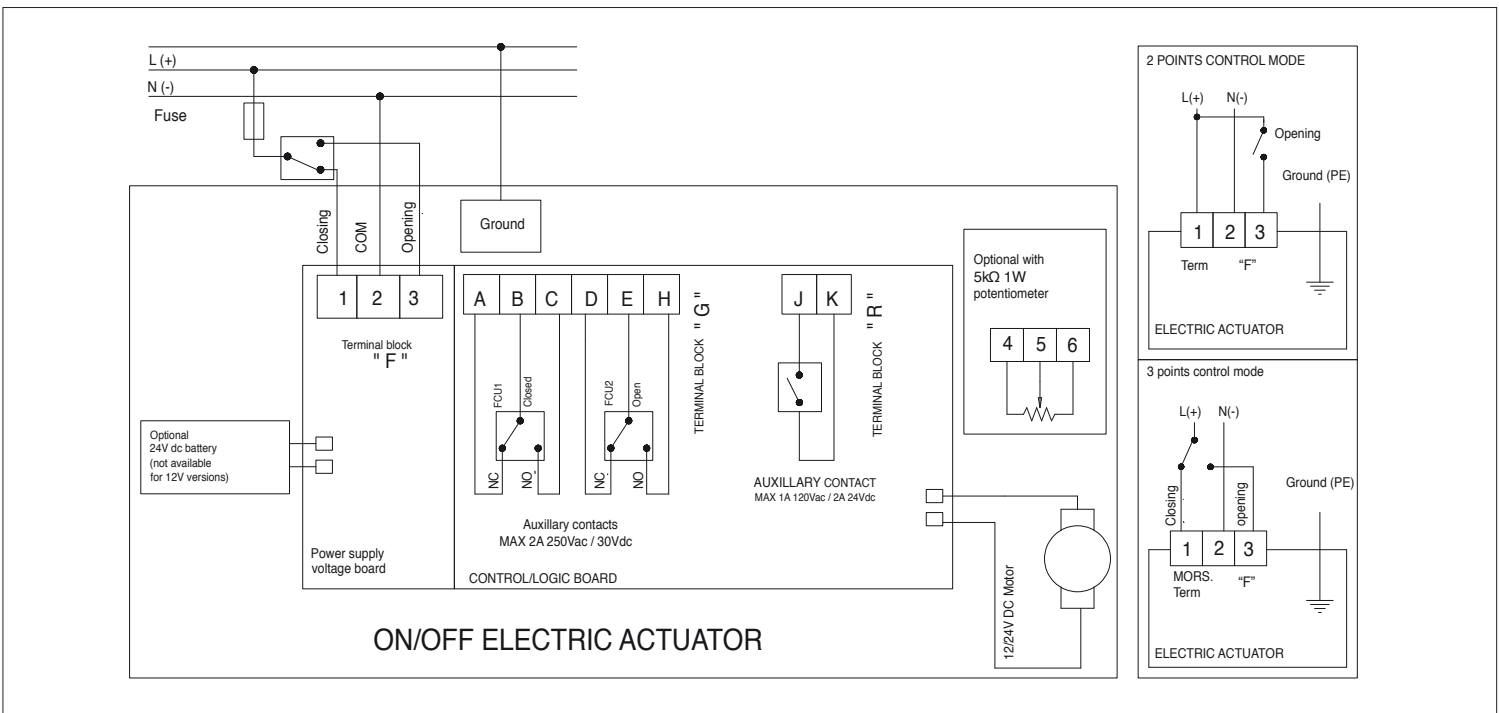 L (+)
N (-)
Fuse
Closing
COM
Opening
Ground
1 2 3
Terminal block
" F "
A B C D E H
TERMINAL BLOCK " G "
FCU1
Closed
FCU2
Open
NC
NO
NC
NO
Auxillary contacts
MAX 2A 250Vac / 30Vdc
J K
TERMINAL BLOCK " R "
AUXILLARY CONTACT
MAX 1A 120Vac / 2A 24Vdc
Optional with
5kΩ 1W
potentiometer
4 5 6
Optional
24V dc battery
(not available
for 12V versions)
Power supply
voltage board
CONTROL/LOGIC BOARD
12/24V DC Motor
ON/OFF ELECTRIC ACTUATOR
2 POINTS CONTROL MODE
L(+) N(-)
Opening
Ground (PE)
1 2 3
Term "F"
ELECTRIC ACTUATOR
3 points control mode
L(+) N(-)
Closing
opening
Ground (PE)
1 2 3
MORS.
Term "F"
ELECTRIC ACTUATOR